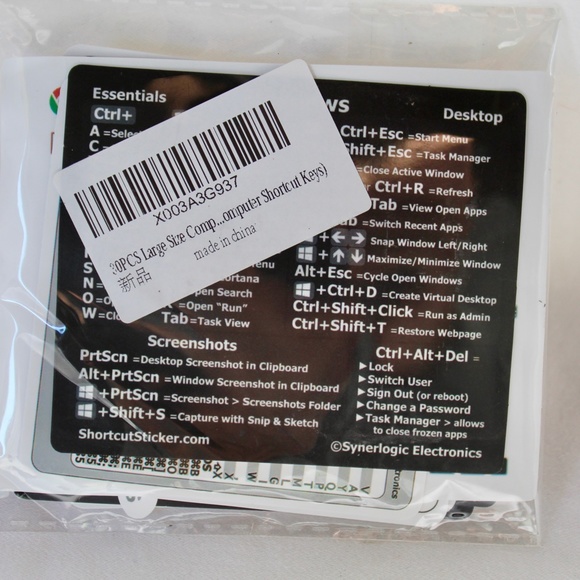 Essentials
Desktop
Ctrl+
A =Select
C =
Ctrl+Esc =Start Menu
Shift+Esc =Task Manager
=Close Active Window
or Ctrl+R =Refresh
Tab =View Open Apps
=Switch Recent Apps
+ ← → Snap Window Left/Right
+ ↑ ↓ Maximize/Minimize Window
Alt+Esc =Cycle Open Windows
+Ctrl+D =Create Virtual Desktop
Ctrl+Shift+Click =Run as Admin
Ctrl+Shift+T =Restore Webpage
X003A3G937
20PCS Large Size Comp...omputer Shortcut Keys)
新品
made in china
S
N
O
W
=Open Search
=Open "Run"
Tab =Task View
Screenshots
PrtScn =Desktop Screenshot in Clipboard
Alt+PrtScn =Window Screenshot in Clipboard
+PrtScn =Screenshot > Screenshots Folder
+Shift+S =Capture with Snip & Sketch
Ctrl+Alt+Del =
▶Lock
▶Switch User
▶Sign Out (or reboot)
▶Change a Password
▶Task Manager > allows
to close frozen apps
ShortcutSticker.com
©Synerlogic Electronics